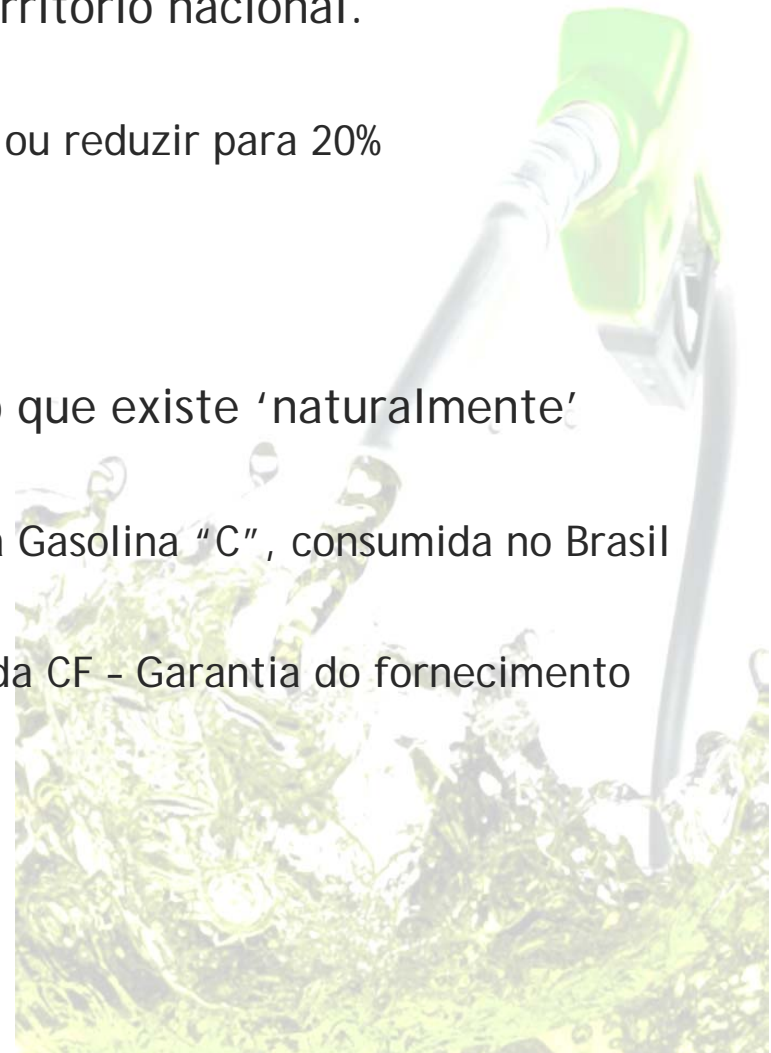 rritório nacional.
ou reduzir para 20%
o que existe ‘naturalmente’
a Gasolina “C”, consumida no Brasil
da CF – Garantia do fornecimento